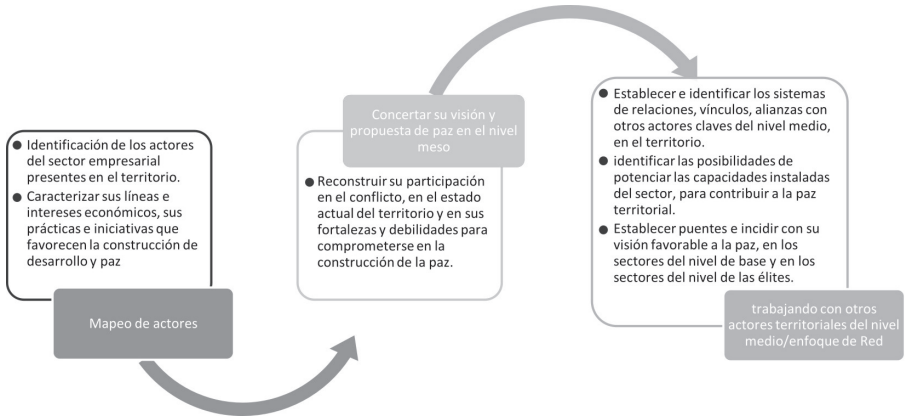 ● Identificación de los actores
del sector empresarial
presentes en el territorio.
● Caracterizar sus líneas e
intereses económicos, sus
prácticas e iniciativas que
favorecen la construcción de
desarrollo y paz
Mapeo de actores
Concertar su visión y
propuesta de paz en el nivel
meso
● Reconstruir su participación
en el conflicto, en el estado
actual del territorio y en sus
fortalezas y debilidades para
comprometerse en la
construcción de la paz.
● Establecer e identificar los sistemas
de relaciones, vínculos, alianzas con
otros actores claves del nivel medio,
en el territorio.
● identificar las posibilidades de
potenciar las capacidades instaladas
del sector, para contribuir a la paz
territorial.
● Establecer puentes e incidir con su
visión favorable a la paz, en los
sectores del nivel de base y en los
sectores del nivel de las élites.
trabajando con otros
actores territoriales del nivel
medio/enfoque de Red